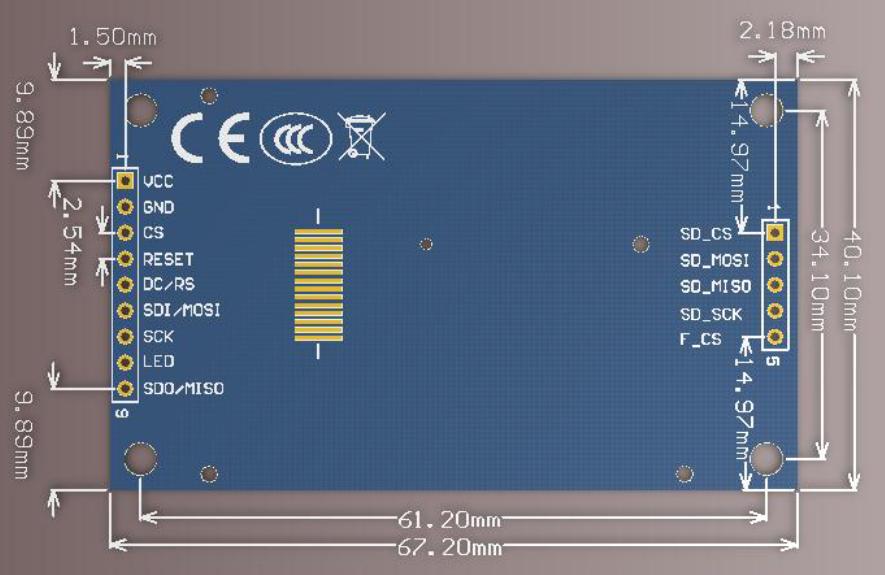 1.50mm
2.18mm
9.89mm
14.97mm
CE CCC
1
VCC
GND
CS
RESET
DC/RS
SDI/MOSI
SCK
LED
SDO/MISO
9
2.54mm
1
SD_CS
SD_MOSI
SD_MISO
SD_SCK
F_CS
5
34.10mm
40.10mm
9.89mm
14.97mm
61.20mm
67.20mm